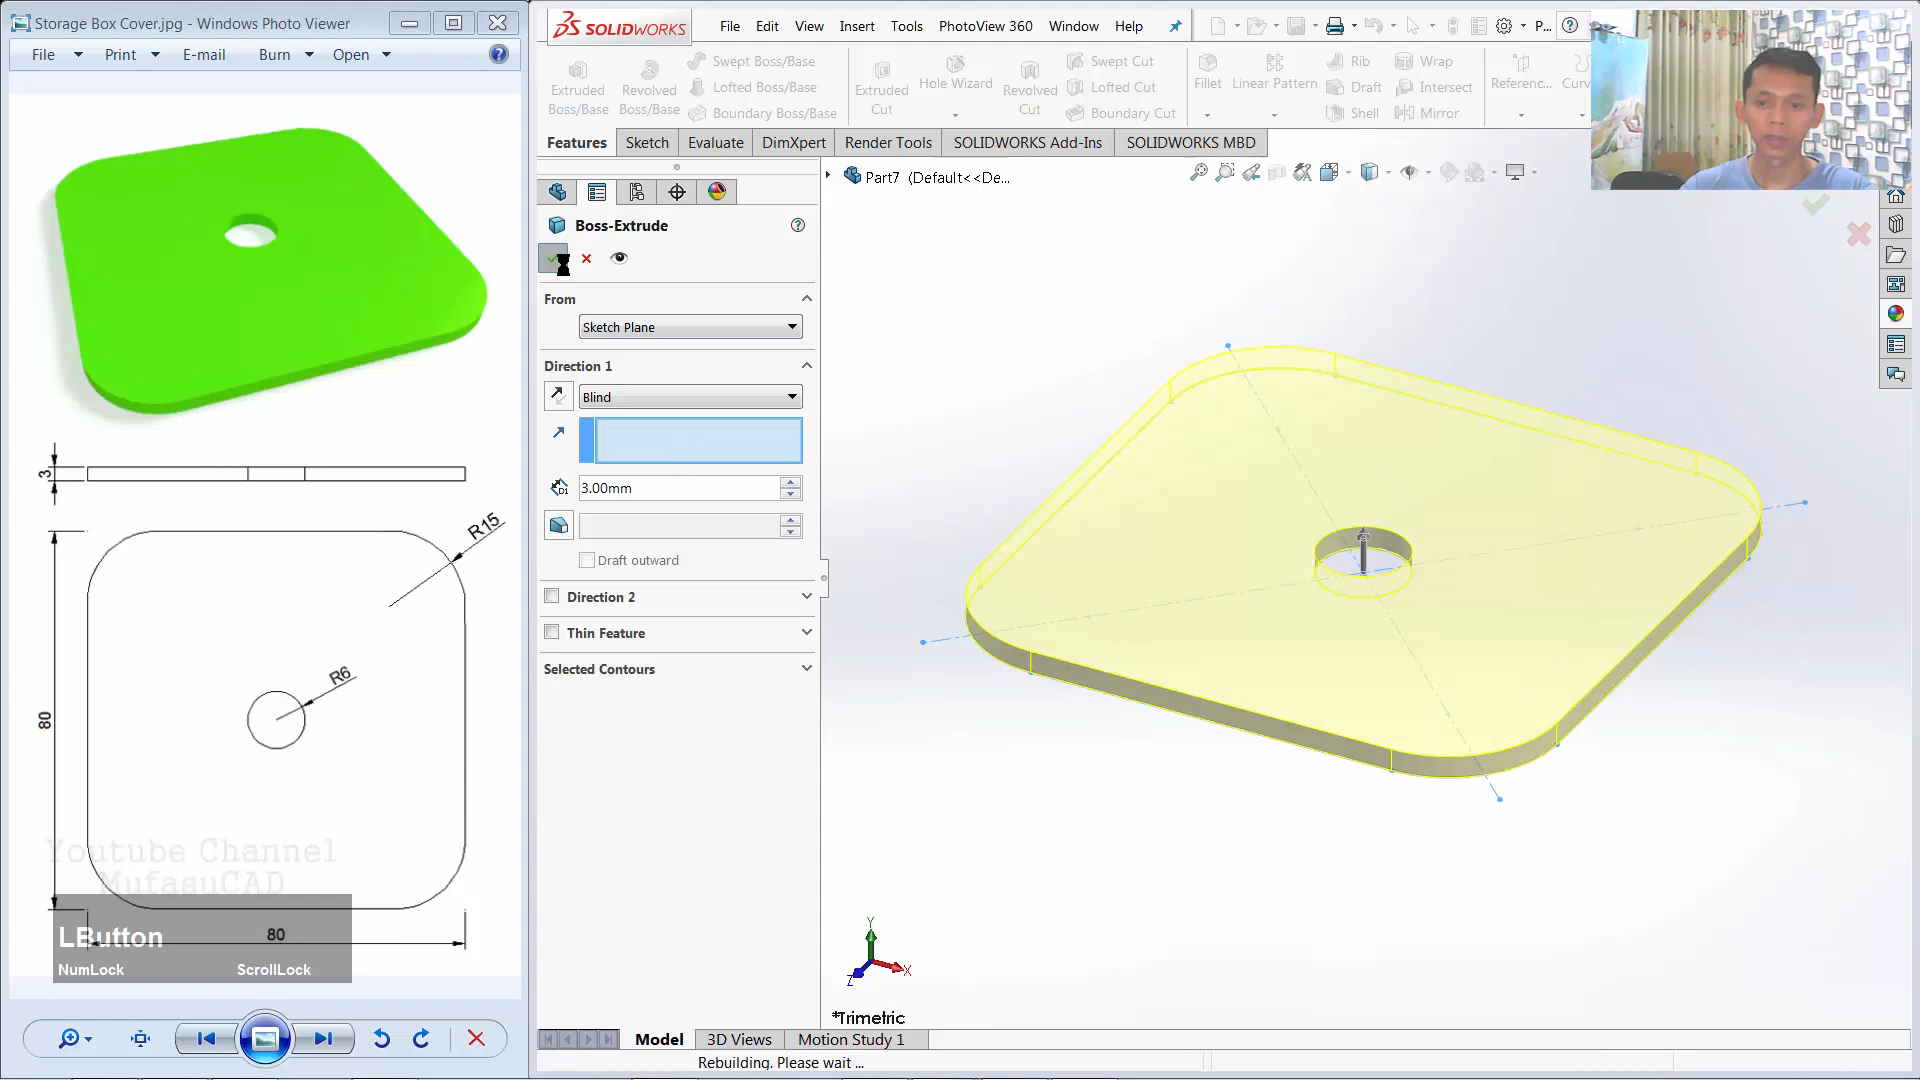 Storage Box Cover.jpg - Windows Photo Viewer
File Print E-mail Burn Open
3
R15
R6
80
80
Youtube Channel
MufasuCAD
LButton
NumLock ScrollLock
SOLIDWORKS
File Edit View Insert Tools PhotoView 360 Window Help
P...
Extruded Boss/Base
Revolved Boss/Base
Swept Boss/Base
Lofted Boss/Base
Boundary Boss/Base
Extruded Cut
Hole Wizard
Revolved Cut
Swept Cut
Lofted Cut
Boundary Cut
Fillet
Linear Pattern
Rib
Draft
Shell
Wrap
Intersect
Mirror
Referenc...
Curv
Features Sketch Evaluate DimXpert Render Tools SOLIDWORKS Add-Ins SOLIDWORKS MBD
Part7 (Default<<De...
Boss-Extrude
From
Sketch Plane
Direction 1
Blind
D1
3.00mm
Draft outward
Direction 2
Thin Feature
Selected Contours
Y
X
Z
*Trimetric
Model 3D Views Motion Study 1
Rebuilding. Please wait ...